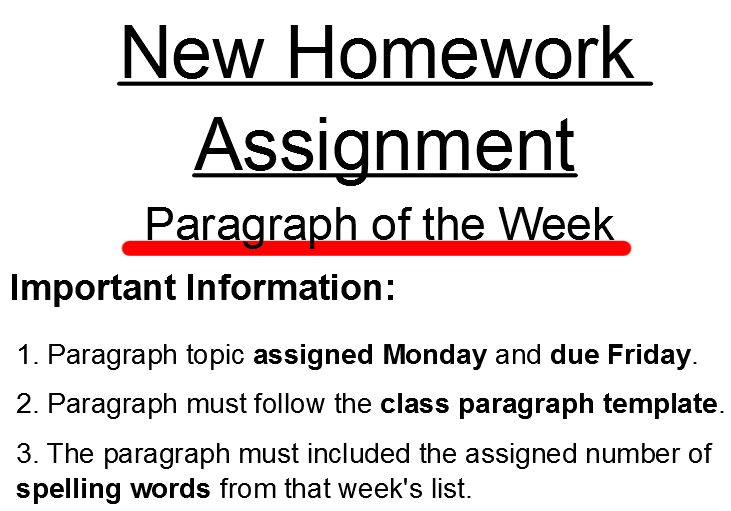 New Homework
Assignment
Paragraph of the Week
Important Information:
1. Paragraph topic assigned Monday and due Friday.
2. Paragraph must follow the class paragraph template.
3. The paragraph must included the assigned number of
spelling words from that week's list.